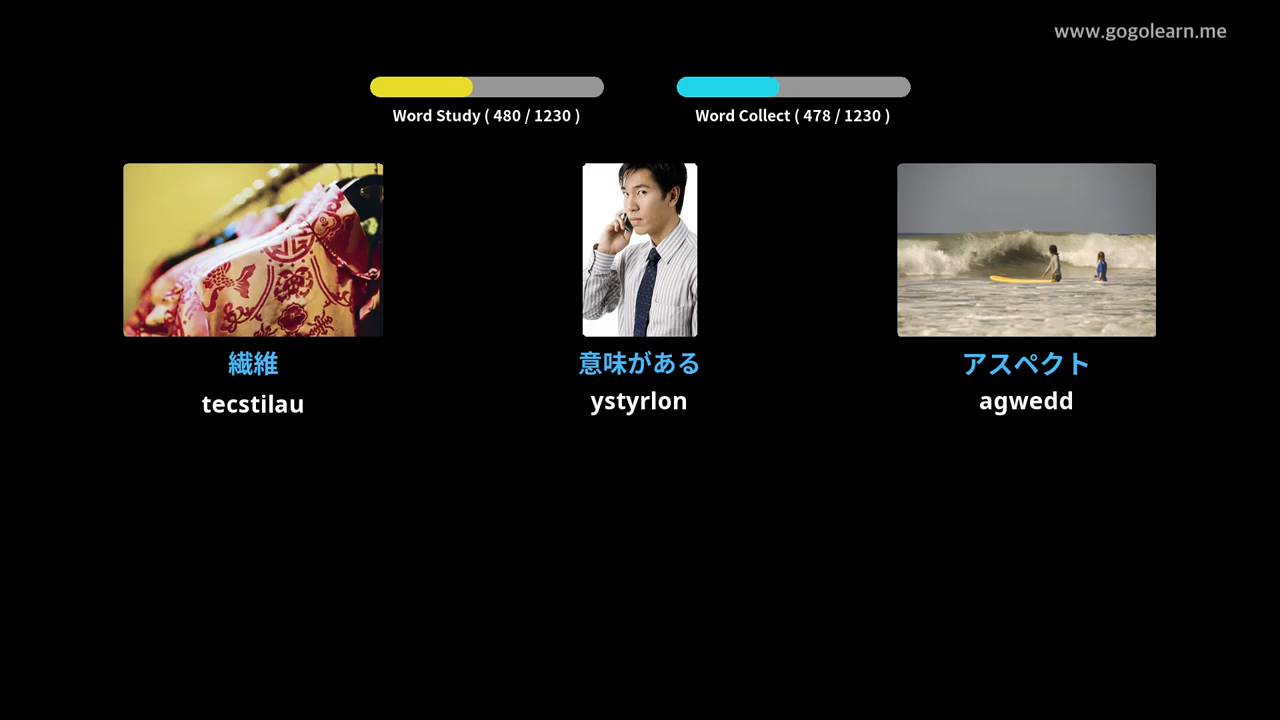 www.gogolearn.me
Word Study ( 480 / 1230 )
Word Collect ( 478 / 1230 )
繊維
意味がある
アスペクト
tecstilau
ystyrlon
agwedd